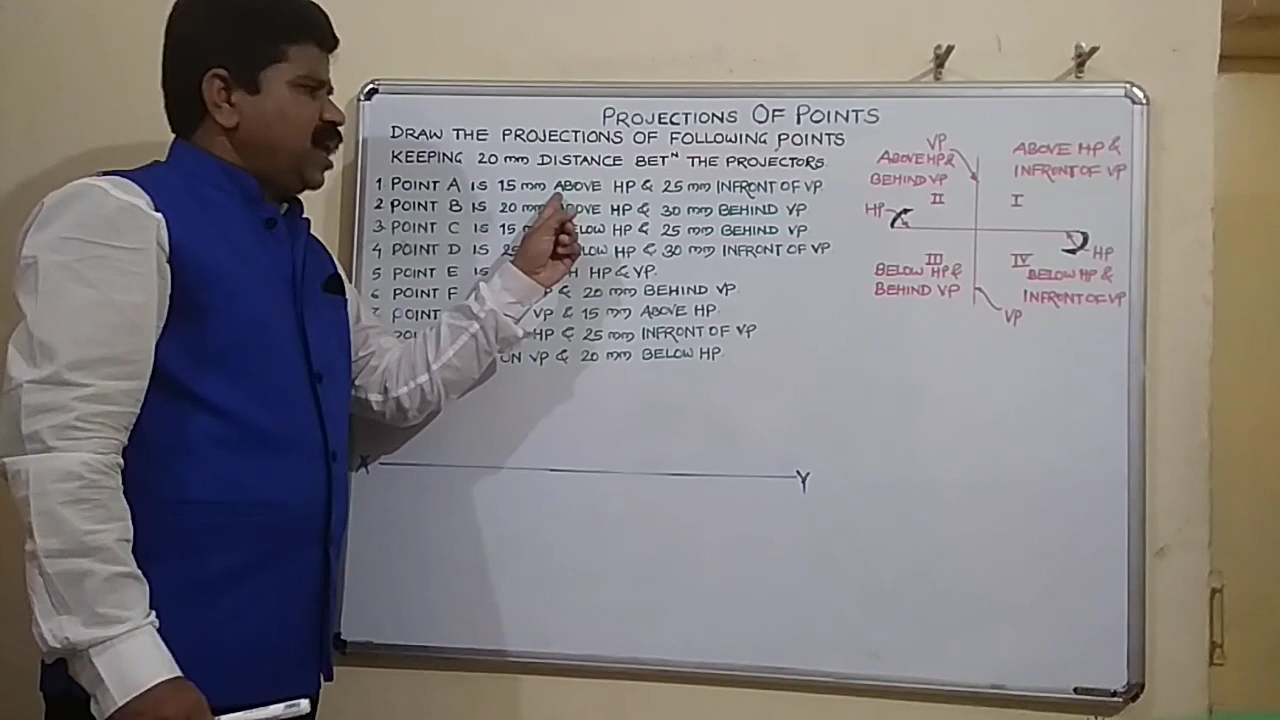 PROJECTIONS OF POINTS
DRAW THE PROJECTIONS OF FOLLOWING POINTS
KEEPING 20 mm DISTANCE BETᴺ THE PROJECTORS
1 POINT A IS 15 mm ABOVE HP & 25 mm INFRONT OF VP
2 POINT B IS 20 mm ABOVE HP & 30 mm BEHIND VP
3 POINT C IS 15 HP & 25 mm BEHIND VP
4 POINT D IS HP & 30 mm INFRONT OF VP
5 POINT E IS HP & VP.
6 POINT F & 20 mm BEHIND VP.
POINT VP & 15 mm ABOVE HP.
HP & 25 mm INFRONT OF VP
ON VP & 20 mm BELOW HP.
X Y
VP
ABOVE HP &
BEHIND VP
II
ABOVE HP &
INFRONT OF VP
I
HP
HP
III
BELOW HP &
BEHIND VP
IV
BELOW HP &
INFRONT OF VP
VP